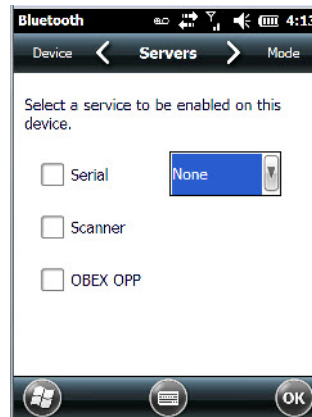 Bluetooth 4:13
Device Servers Mode
Select a service to be enabled on this
device.
Serial None
Scanner
OBEX OPP
OK